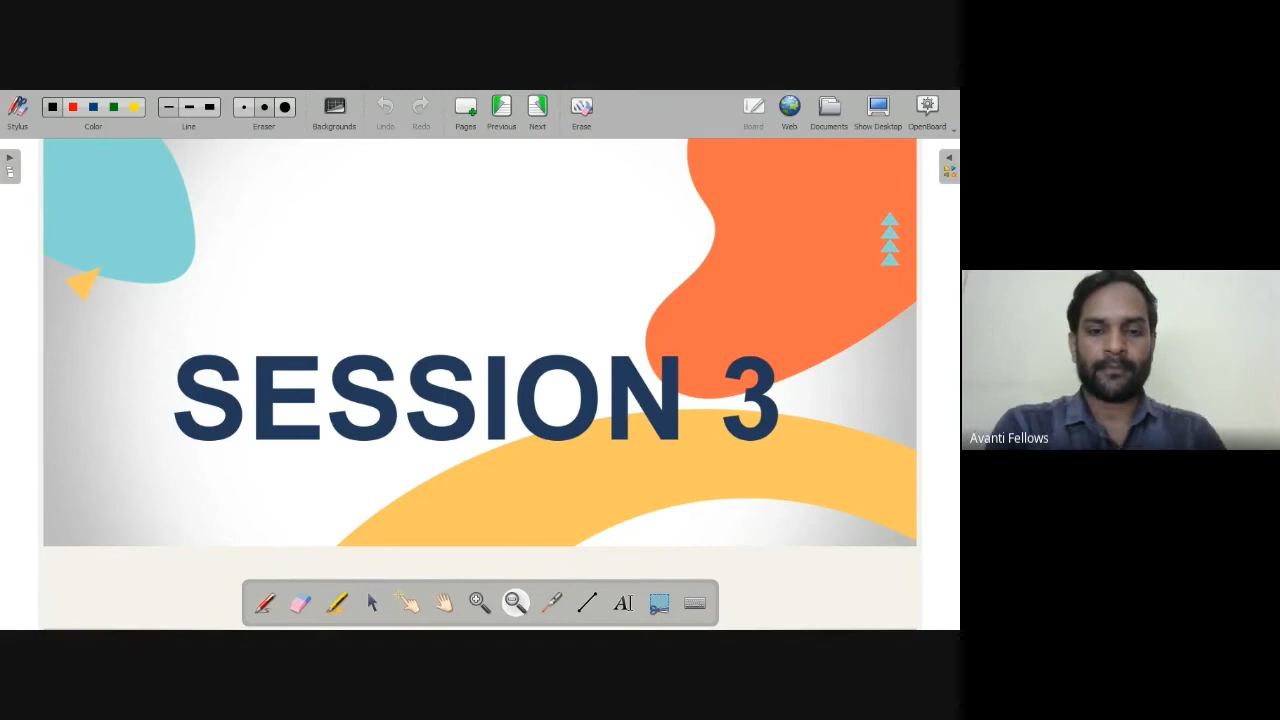 Stylus
Color
Line
Eraser
Backgrounds
Undo
Redo
Pages
Previous
Next
Erase
Board
Web
Documents
Show Desktop
OpenBoard
SESSION 3
AI
Avanti Fellows